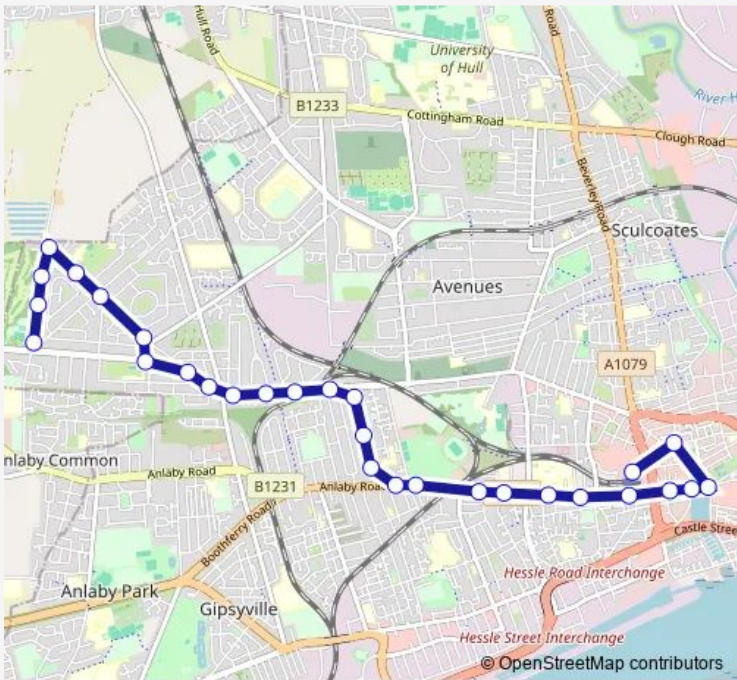 Hull Road
Road
University
of Hull
River H
B1233
Cottingham Road
Clough Road
Beverley Road
Sculcoates
Avenues
A1079
nlaby Common
Anlaby Road
B1231
Anlaby Roa
Boothferry Road
Castle Stree
Hessle Road Interchange
Anlaby Park
Gipsyville
Hessle Street Interchange
© OpenStreetMap contributors